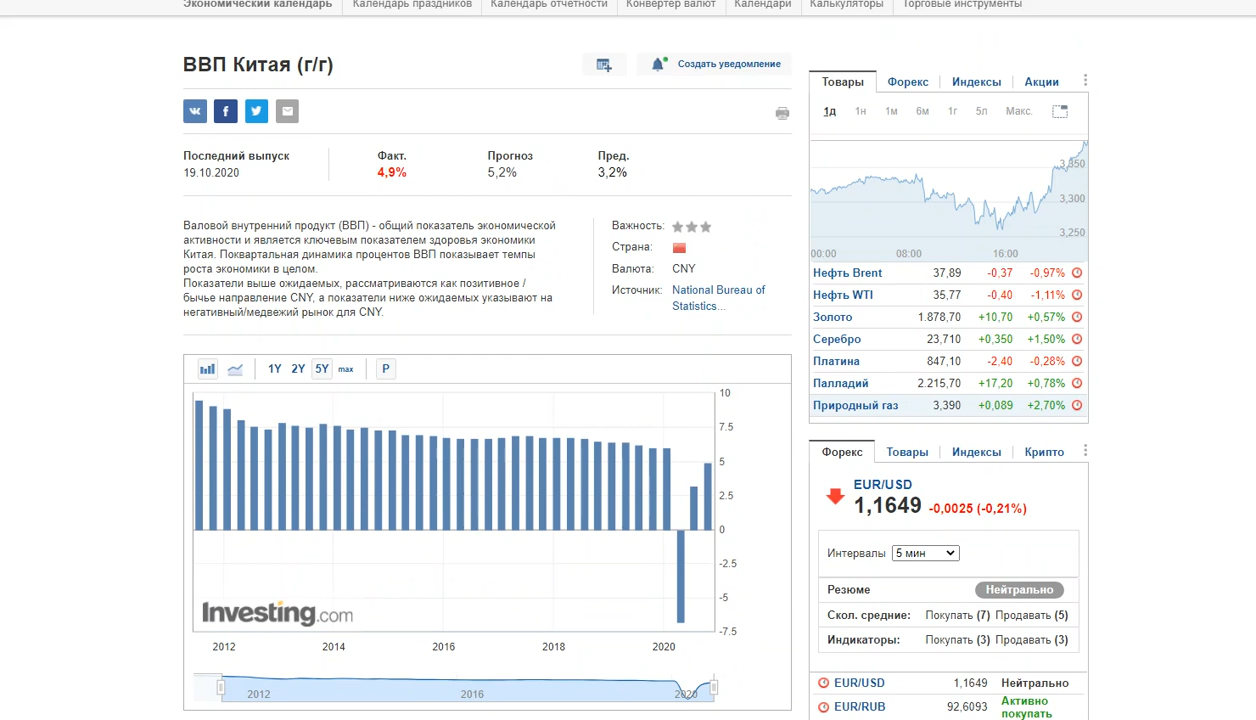 Экономический календарь Календарь праздников Календарь отчетности Конвертер валют Календари Калькуляторы Торговые инструменты
ВВП Китая (г/г)
Создать уведомление
Последний выпуск Факт. Прогноз Пред.
19.10.2020 4,9% 5,2% 3,2%
Валовой внутренний продукт (ВВП) - общий показатель экономической
активности и является ключевым показателем здоровья экономики
Китая. Поквартальная динамика процентов ВВП показывает темпы
роста экономики в целом.
Показатели выше ожидаемых, рассматриваются как позитивное /
бычье направление CNY, а показатели ниже ожидаемых указывают на
негативный/медвежий рынок для CNY.
Важность:
Страна:
Валюта: CNY
Источник: National Bureau of
Statistics...
1Y 2Y 5Y max P
10
7.5
5
2.5
0
-2.5
-5
-7.5
Investing.com
2012 2014 2016 2018 2020
2012 2016 2020
Товары Форекс Индексы Акции
1д 1н 1м 6м 1г 5л Макс.
3,350
3,300
3,250
00:00 08:00 16:00
Нефть Brent 37,89 -0,37 -0,97%
Нефть WTI 35,77 -0,40 -1,11%
Золото 1.878,70 +10,70 +0,57%
Серебро 23,710 +0,350 +1,50%
Платина 847,10 -2,40 -0,28%
Палладий 2.215,70 +17,20 +0,78%
Природный газ 3,390 +0,089 +2,70%
Форекс Товары Индексы Крипто
EUR/USD
1,1649 -0,0025 (-0,21%)
Интервалы 5 мин
Резюме Нейтрально
Скол. средние: Покупать (7) Продавать (5)
Индикаторы: Покупать (3) Продавать (3)
EUR/USD 1,1649 Нейтрально
EUR/RUB 92,6093 Активно
покупать